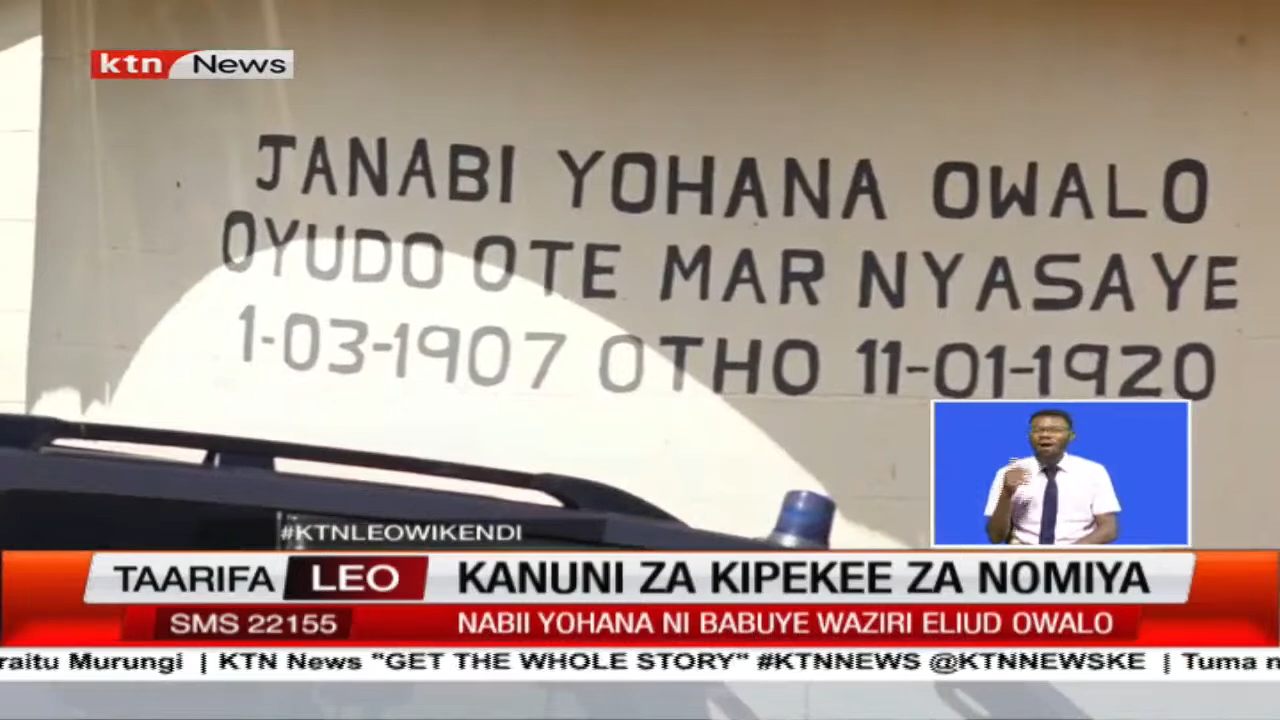 ktn News
JANABI YOHANA OWALO
OYUDO OTE MAR NYASAYE
1-03-1907 OTHO 11-01-1920
#KTNLEOWIKENDI
TAARIFA LEO KANUNI ZA KIPEKEE ZA NOMIYA
SMS 22155 NABII YOHANA NI BABUYE WAZIRI ELIUD OWALO
raitu Murungi | KTN News "GET THE WHOLE STORY" #KTNNEWS @KTNNEWSKE | Tuma n